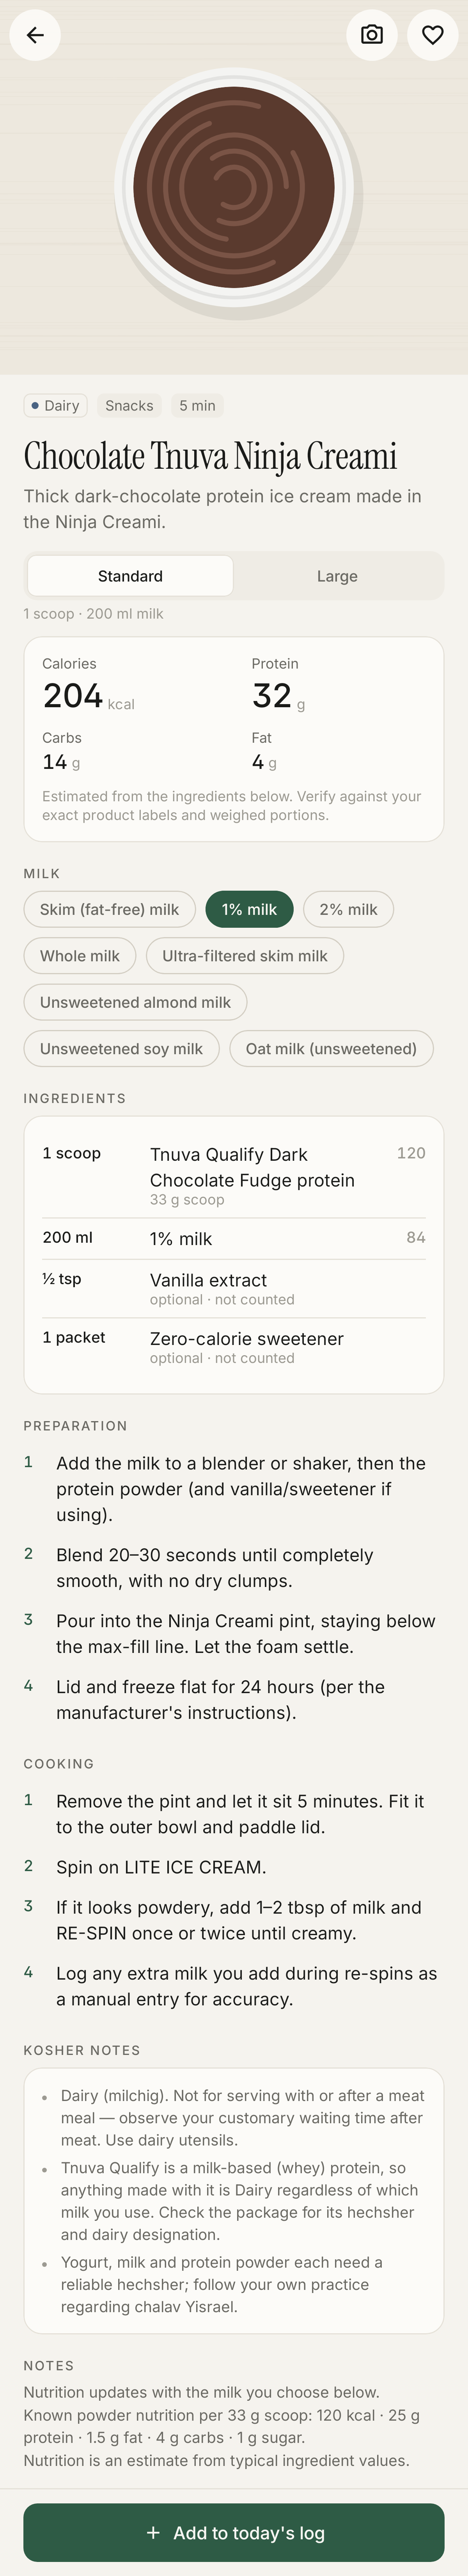 Dairy Snacks 5 min
Chocolate Tnuva Ninja Creami
Thick dark-chocolate protein ice cream made in
the Ninja Creami.
Standard Large
1 scoop · 200 ml milk
Calories Protein
204 kcal 32 g
Carbs Fat
14 g 4 g
Estimated from the ingredients below. Verify against your
exact product labels and weighed portions.
MILK
Skim (fat-free) milk 1% milk 2% milk
Whole milk Ultra-filtered skim milk
Unsweetened almond milk
Unsweetened soy milk Oat milk (unsweetened)
INGREDIENTS
1 scoop Tnuva Qualify Dark 120
Chocolate Fudge protein
33 g scoop
200 ml 1% milk 84
½ tsp Vanilla extract
optional · not counted
1 packet Zero-calorie sweetener
optional · not counted
PREPARATION
1 Add the milk to a blender or shaker, then the
protein powder (and vanilla/sweetener if
using).
2 Blend 20–30 seconds until completely
smooth, with no dry clumps.
3 Pour into the Ninja Creami pint, staying below
the max-fill line. Let the foam settle.
4 Lid and freeze flat for 24 hours (per the
manufacturer's instructions).
COOKING
1 Remove the pint and let it sit 5 minutes. Fit it
to the outer bowl and paddle lid.
2 Spin on LITE ICE CREAM.
3 If it looks powdery, add 1–2 tbsp of milk and
RE-SPIN once or twice until creamy.
4 Log any extra milk you add during re-spins as
a manual entry for accuracy.
KOSHER NOTES
• Dairy (milchig). Not for serving with or after a meat
meal — observe your customary waiting time after
meat. Use dairy utensils.
• Tnuva Qualify is a milk-based (whey) protein, so
anything made with it is Dairy regardless of which
milk you use. Check the package for its hechsher
and dairy designation.
• Yogurt, milk and protein powder each need a
reliable hechsher; follow your own practice
regarding chalav Yisrael.
NOTES
Nutrition updates with the milk you choose below.
Known powder nutrition per 33 g scoop: 120 kcal · 25 g
protein · 1.5 g fat · 4 g carbs · 1 g sugar.
Nutrition is an estimate from typical ingredient values.
+ Add to today's log